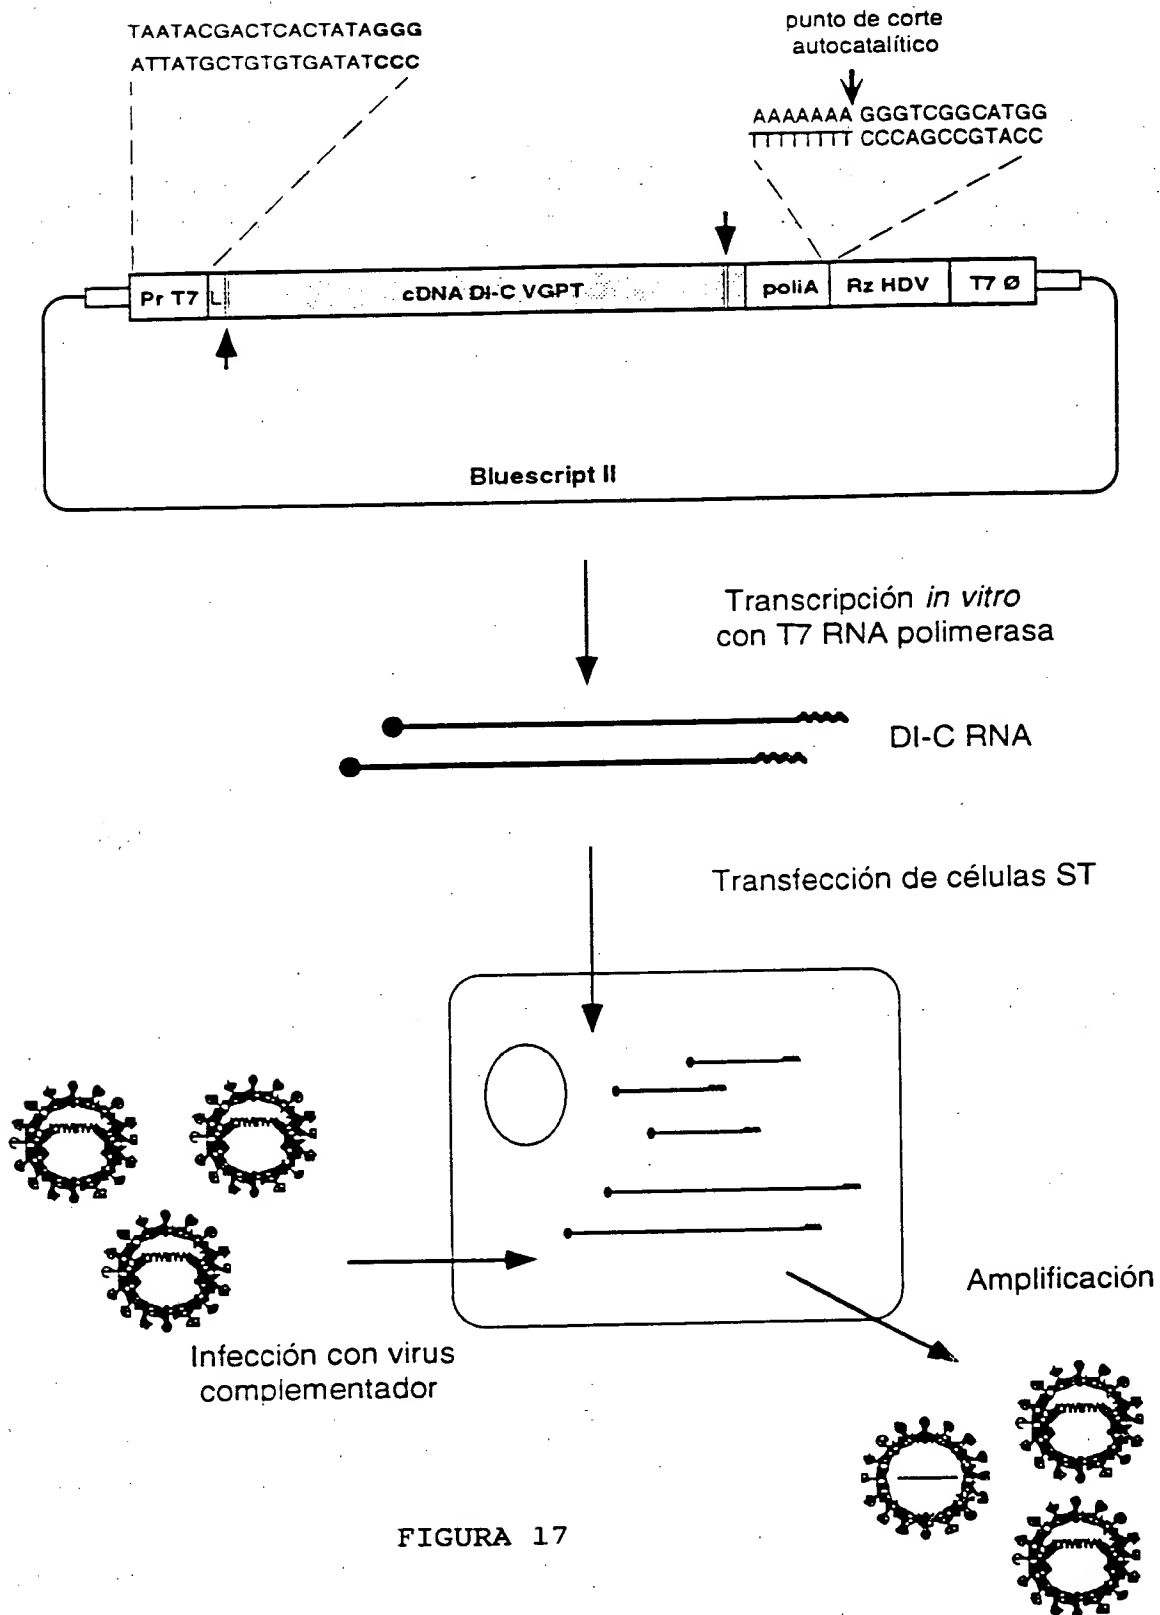 TAATACGACTCACTATAGGG
ATTATGCTGTGTGATATCCC
punto de corte
autocatalítico
AAAAAAA GGGTCGGCATGG
TTTTTTTT CCCAGCCGTACC
Pr T7 L cDNA DI-C VGPT poliA Rz HDV T7 Ø
Bluescript II
Transcripción in vitro
con T7 RNA polimerasa
DI-C RNA
Transfección de células ST
Amplificación
Infección con virus
complementador
FIGURA 17